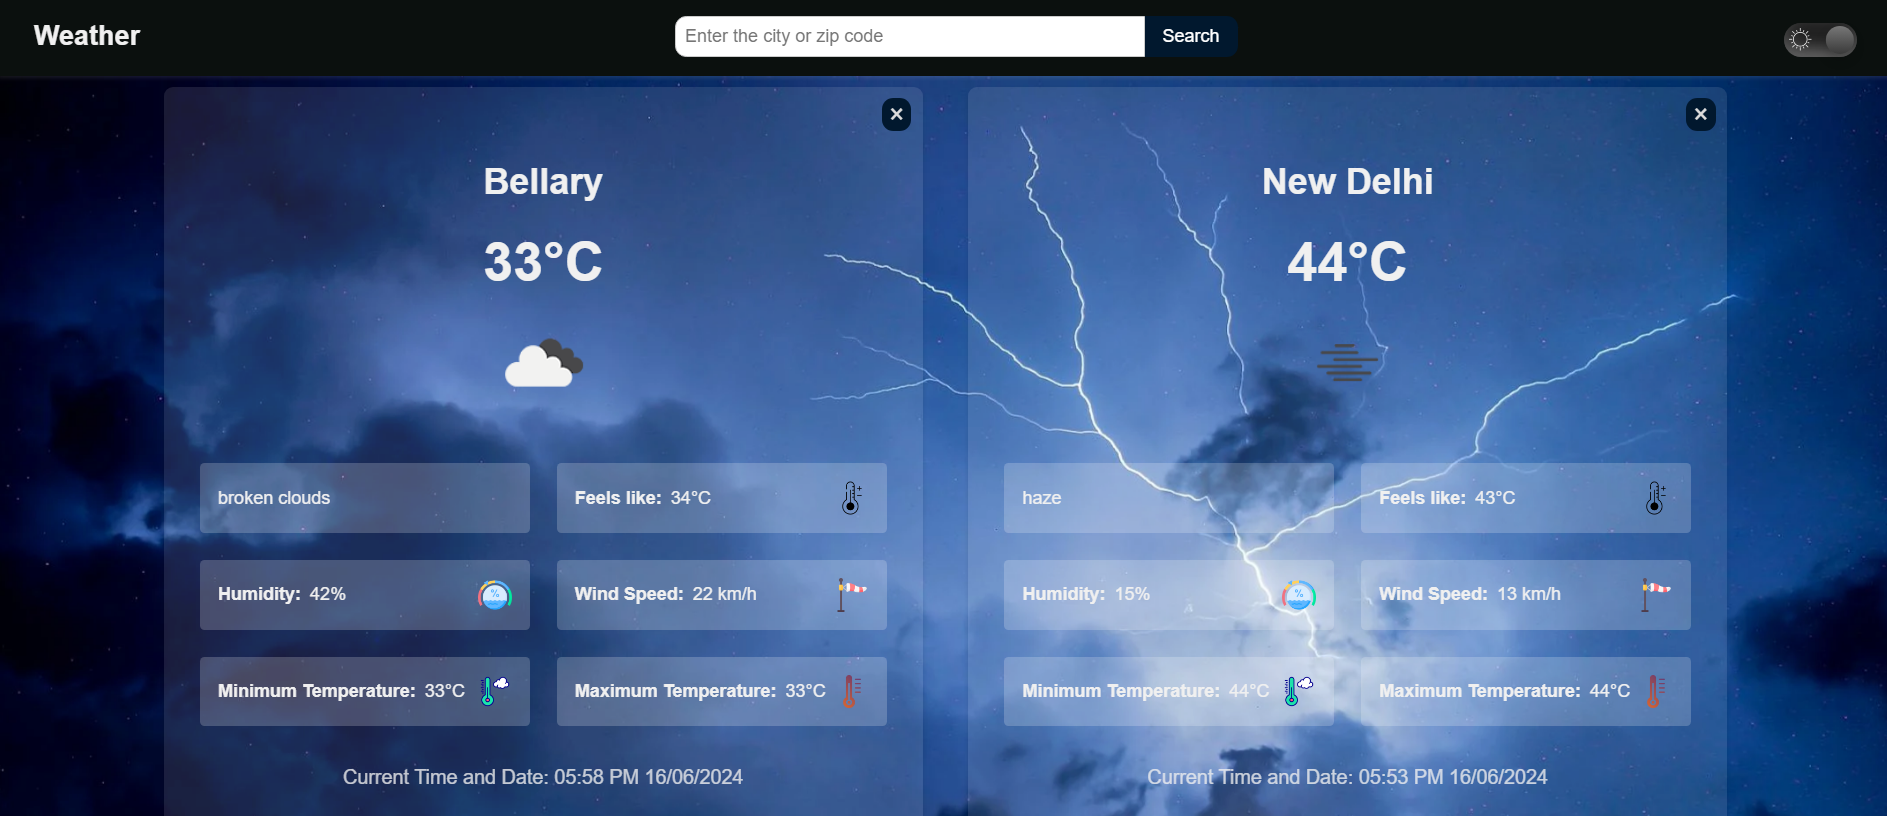 Weather
Enter the city or zip code
Search
×
Bellary
33°C
broken clouds
Feels like: 34°C
Humidity: 42%
%
Wind Speed: 22 km/h
Minimum Temperature: 33°C
Maximum Temperature: 33°C
Current Time and Date: 05:58 PM 16/06/2024
×
New Delhi
44°C
haze
Feels like: 43°C
Humidity: 15%
%
Wind Speed: 13 km/h
Minimum Temperature: 44°C
Maximum Temperature: 44°C
Current Time and Date: 05:53 PM 16/06/2024